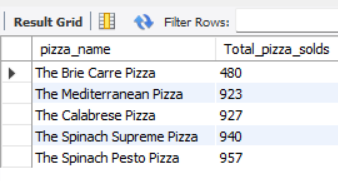 Result Grid Filter Rows:
pizza_name Total_pizza_solds
The Brie Carre Pizza 480
The Mediterranean Pizza 923
The Calabrese Pizza 927
The Spinach Supreme Pizza 940
The Spinach Pesto Pizza 957